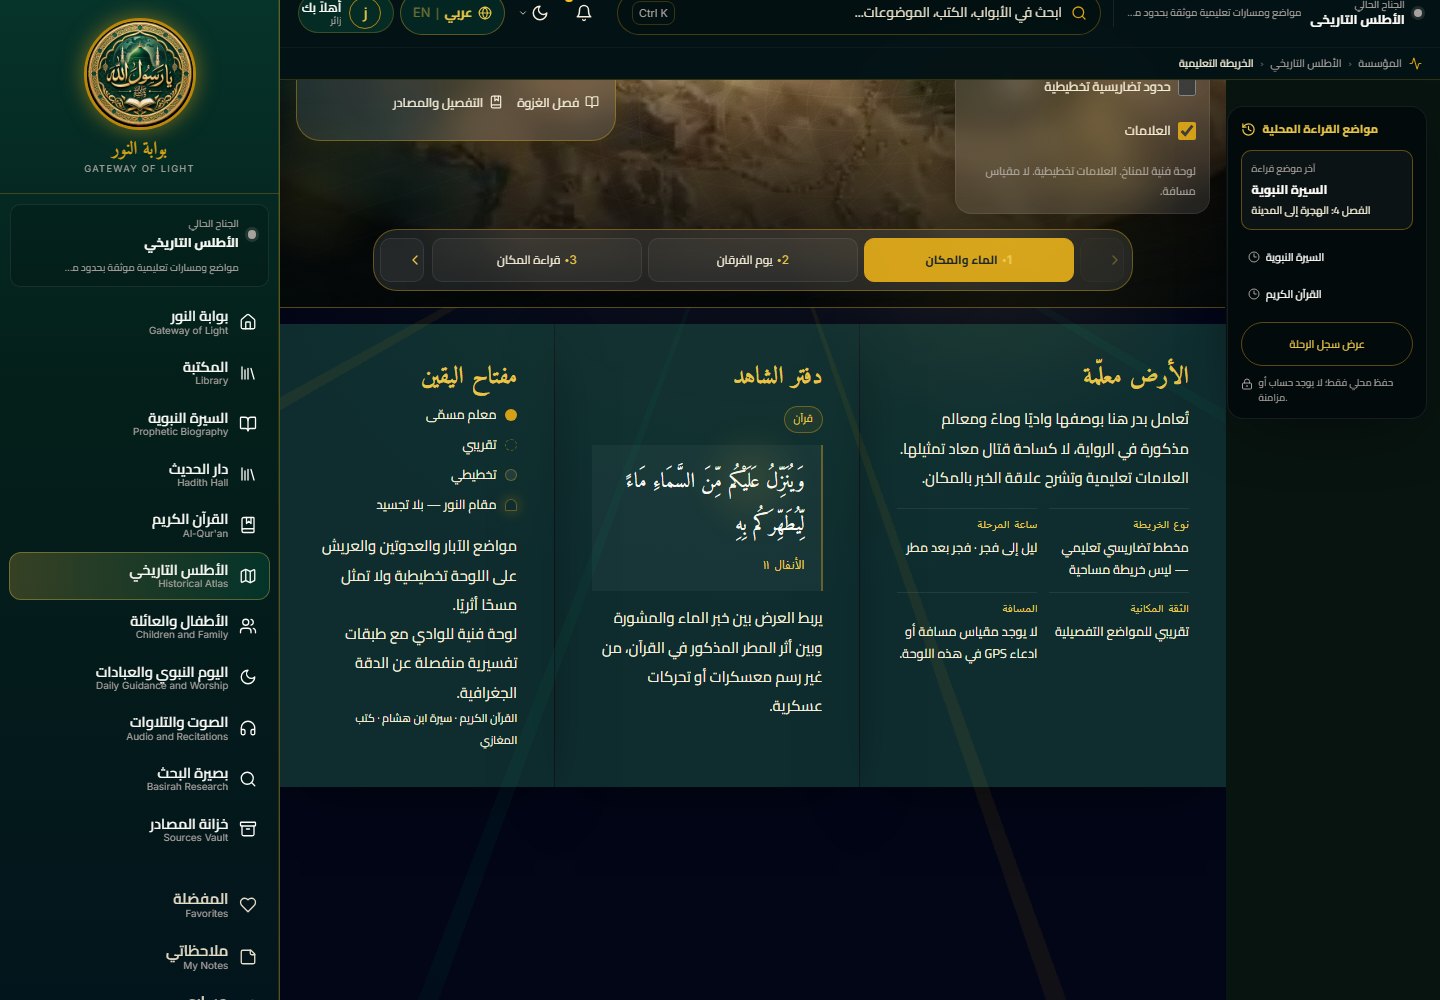 يا رسول الله
بوابة النور
GATEWAY OF LIGHT
الجناح الحالي
الأطلس التاريخي
مواضع ومسارات تعليمية موثقة بحدود مـ...
بوابة النور
Gateway of Light
المكتبة
Library
السيرة النبوية
Prophetic Biography
دار الحديث
Hadith Hall
القرآن الكريم
Al-Qur'an
الأطلس التاريخي
Historical Atlas
الأطفال والعائلة
Children and Family
اليوم النبوي والعبادات
Daily Guidance and Worship
الصوت والتلاوات
Audio and Recitations
بصيرة البحث
Basirah Research
خزانة المصادر
Sources Vault
المفضلة
Favorites
ملاحظاتي
My Notes
الجناح الحالي
الأطلس التاريخي
مواضع ومسارات تعليمية موثقة بحدود مـ...
ابحث في الأبواب، الكتب، الموضوعات...
Ctrl K
عربي | EN
أهلاً بك
زائر
ز
المؤسسة ‹ الأطلس التاريخي ‹ الخريطة التعليمية
مواضع القراءة المحلية
آخر موضع قراءة
السيرة النبوية
الفصل 4: الهجرة إلى المدينة
السيرة النبوية
القرآن الكريم
عرض سجل الرحلة
حفظ محلي فقط؛ لا يوجد حساب أو
مزامنة.
حدود تضاريسية تخطيطية
العلامات
لوحة فنية للمناخ. العلامات تخطيطية. لا مقياس
مسافة.
فصل الغزوة
التفصيل والمصادر
1• الماء والمكان
2• يوم الفرقان
3• قراءة المكان
الأرض معلّمة
تُعامل بدر هنا بوصفها واديًا وماءً ومعالم
مذكورة في الرواية، لا كساحة قتال معاد تمثيلها.
العلامات تعليمية وتشرح علاقة الخبر بالمكان.
نوع الخريطة
مخطط تضاريسي تعليمي
— ليس خريطة مساحية
ساعة المرحلة
ليل إلى فجر · فجر بعد مطر
الثقة المكانية
تقريبي للمواضع التفصيلية
المسافة
لا يوجد مقياس مسافة أو
ادعاء GPS في هذه اللوحة.
دفتر الشاهد
قرآن
وَيُنَزِّلُ عَلَيْكُم مِّنَ السَّمَاءِ مَاءً
لِّيُطَهِّرَكُم بِهِ
الأنفال ١١
يربط العرض بين خبر الماء والمشورة
وبين أثر المطر المذكور في القرآن، من
غير رسم معسكرات أو تحركات
عسكرية.
مفتاح اليقين
معلم مسمّى
تقريبي
تخطيطي
مقام النور — بلا تجسيد
مواضع الآبار والعدوتين والعريش
على اللوحة تخطيطية ولا تمثل
مسحًا أثريًا.
لوحة فنية للوادي مع طبقات
تفسيرية منفصلة عن الدقة
الجغرافية.
القرآن الكريم · سيرة ابن هشام · كتب
المغازي